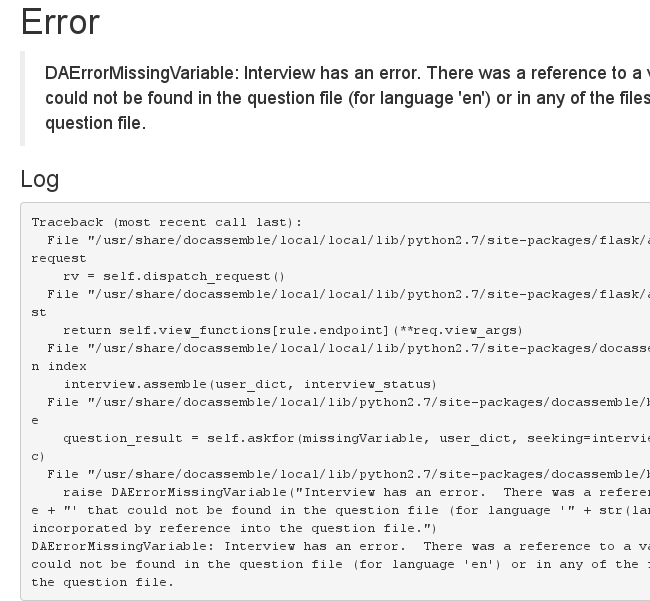 Error
DAErrorMissingVariable: Interview has an error. There was a reference to a
could not be found in the question file (for language 'en') or in any of the files
question file.
Log
Traceback (most recent call last):
File "/usr/share/docassemble/local/local/lib/python2.7/site-packages/flask/
request
rv = self.dispatch_request()
File "/usr/share/docassemble/local/local/lib/python2.7/site-packages/flask/
st
return self.view_functions[rule.endpoint](**req.view_args)
File "/usr/share/docassemble/local/local/lib/python2.7/site-packages/docasse
n index
interview.assemble(user_dict, interview_status)
File "/usr/share/docassemble/local/local/lib/python2.7/site-packages/docassemble/
e
question_result = self.askfor(missingVariable, user_dict, seeking=intervie
c)
File "/usr/share/docassemble/local/local/lib/python2.7/site-packages/docassemble/
raise DAErrorMissingVariable("Interview has an error.  There was a referen
e + "' that could not be found in the question file (for language '" + str(lan
incorporated by reference into the question file.")
DAErrorMissingVariable: Interview has an error.  There was a reference to a va
could not be found in the question file (for language 'en') or in any of the
the question file.